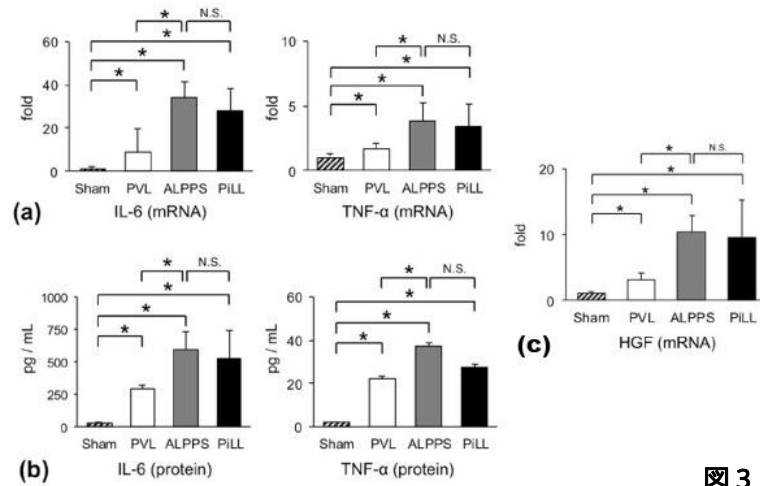 * N.S.
*
*
*
60
40
20
0
fold
Sham PVL ALPPS PiLL
IL-6 (mRNA)
* N.S.
*
*
*
10
5
0
fold
Sham PVL ALPPS PiLL
TNF-α (mRNA)
(a)
* N.S.
*
*
*
1000
750
500
250
0
pg / mL
Sham PVL ALPPS PiLL
IL-6 (protein)
* N.S.
*
*
*
60
40
20
0
pg / mL
Sham PVL ALPPS PiLL
TNF-α (protein)
(b)
* N.S.
*
*
*
20
10
0
fold
Sham PVL ALPPS PiLL
HGF (mRNA)
(c)
図 3